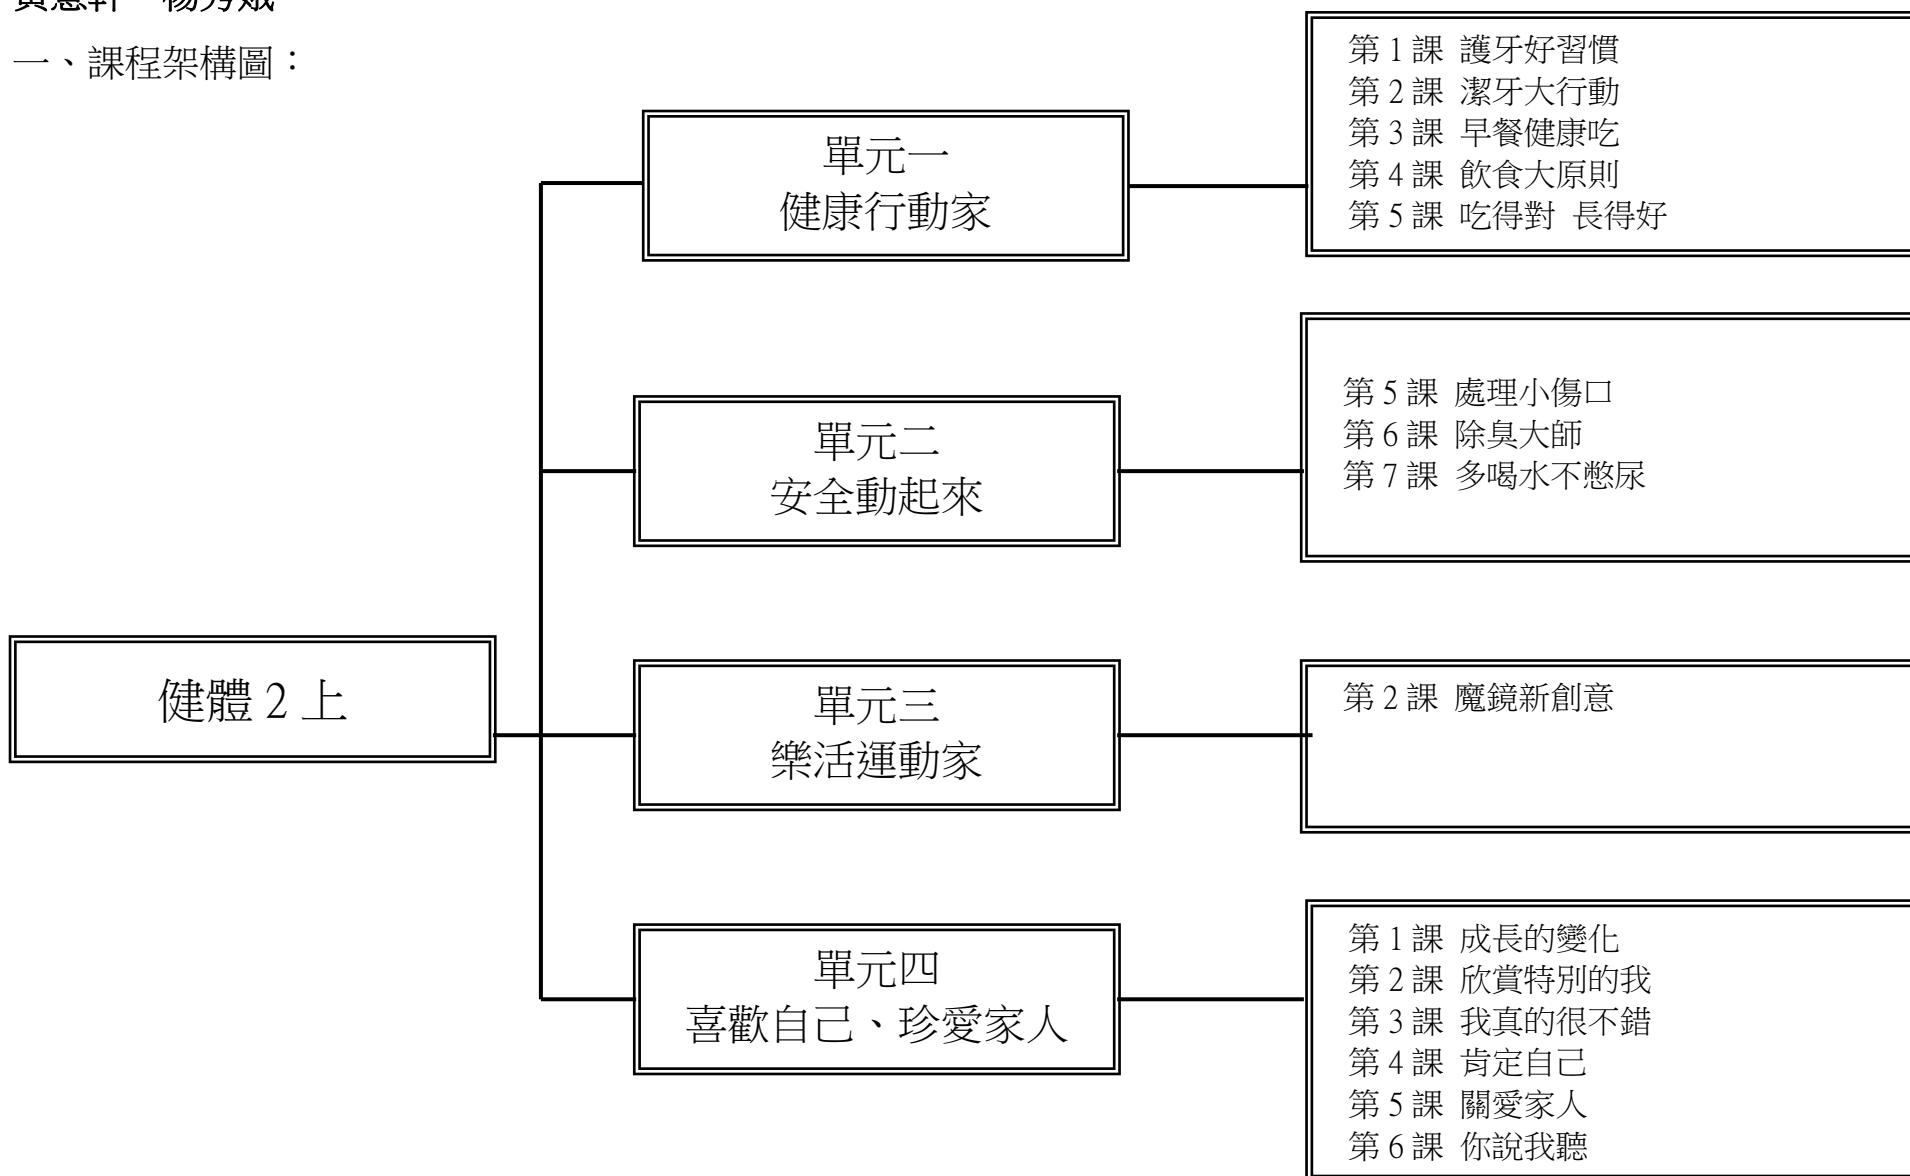 一、課程架構圖：
健體 2 上
單元一
健康行動家
第 1 課 護牙好習慣
第 2 課 潔牙大行動
第 3 課 早餐健康吃
第 4 課 飲食大原則
第 5 課 吃得對 長得好
單元二
安全動起來
第 5 課 處理小傷口
第 6 課 除臭大師
第 7 課 多喝水不憋尿
單元三
樂活運動家
第 2 課 魔鏡新創意
單元四
喜歡自己、珍愛家人
第 1 課 成長的變化
第 2 課 欣賞特別的我
第 3 課 我真的很不錯
第 4 課 肯定自己
第 5 課 關愛家人
第 6 課 你說我聽